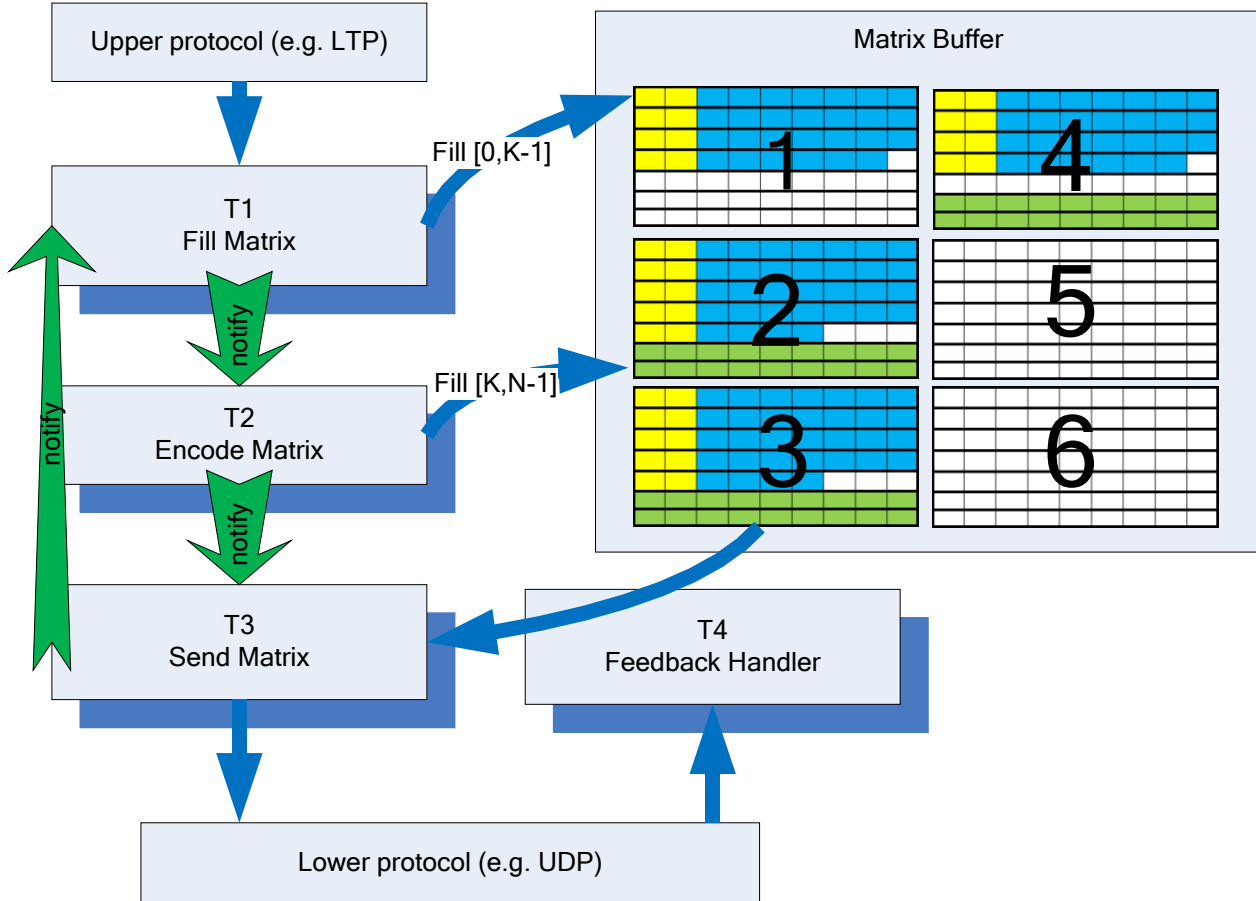 Upper protocol (e.g. LTP)
Matrix Buffer
Fill [0,K-1]
1
4
T1
Fill Matrix
notify
2
5
Fill [K,N-1]
T2
Encode Matrix
notify
notify
3
6
T3
Send Matrix
T4
Feedback Handler
Lower protocol (e.g. UDP)